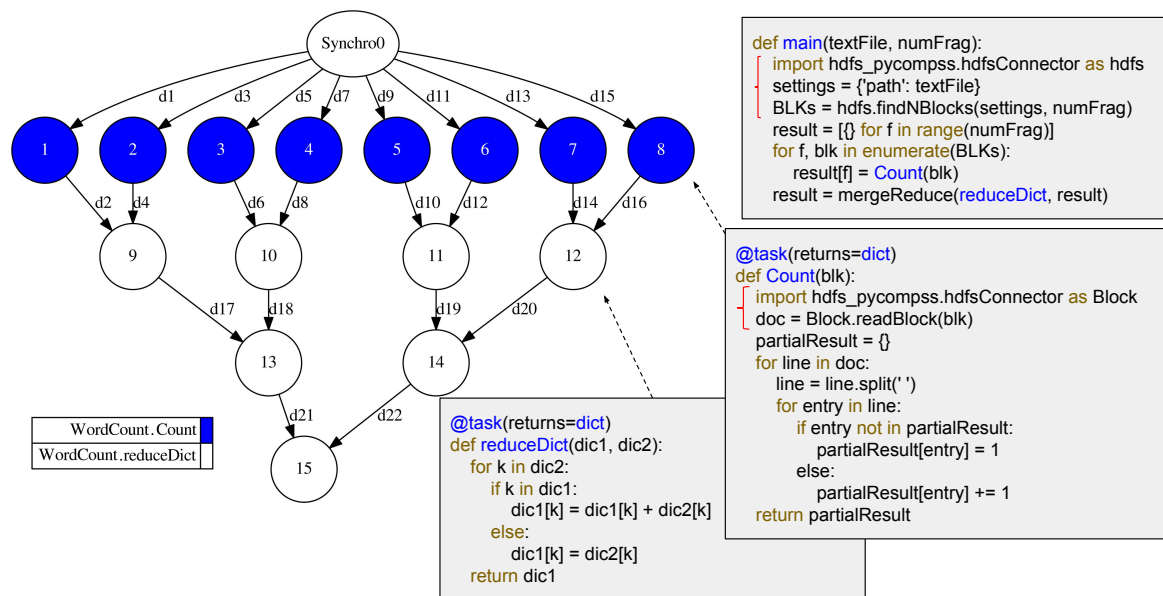 Synchro0
d1
d3
d5
d7
d9
d11
d13
d15
1
2
3
4
5
6
7
8
d2
d4
d6
d8
d10
d12
d14
d16
9
10
11
12
d17
d18
d19
d20
13
14
d21
d22
15
WordCount.Count
WordCount.reduceDict
def main(textFile, numFrag):
import hdfs_pycompss.hdfsConnector as hdfs
settings = {'path': textFile}
BLKs = hdfs.findNBlocks(settings, numFrag)
result = [{} for f in range(numFrag)]
for f, blk in enumerate(BLKs):
result[f] = Count(blk)
result = mergeReduce(reduceDict, result)
@task(returns=dict)
def Count(blk):
import hdfs_pycompss.hdfsConnector as Block
doc = Block.readBlock(blk)
partialResult = {}
for line in doc:
line = line.split(' ')
for entry in line:
if entry not in partialResult:
partialResult[entry] = 1
else:
partialResult[entry] += 1
return partialResult
@task(returns=dict)
def reduceDict(dic1, dic2):
for k in dic2:
if k in dic1:
dic1[k] = dic1[k] + dic2[k]
else:
dic1[k] = dic2[k]
return dic1